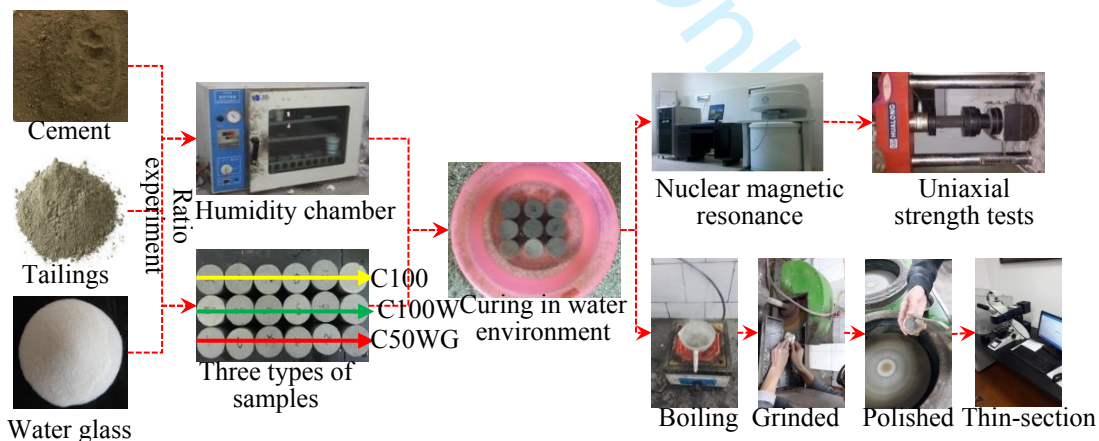 Cement
Tailings
Water glass
Ratio
experiment
Humidity chamber
C100
C100W
C50WG
Three types of
samples
Curing in water
environment
Nuclear magnetic
resonance
HUALONG
Uniaxial
strength tests
Boiling
Grinded
Polished
Thin-section